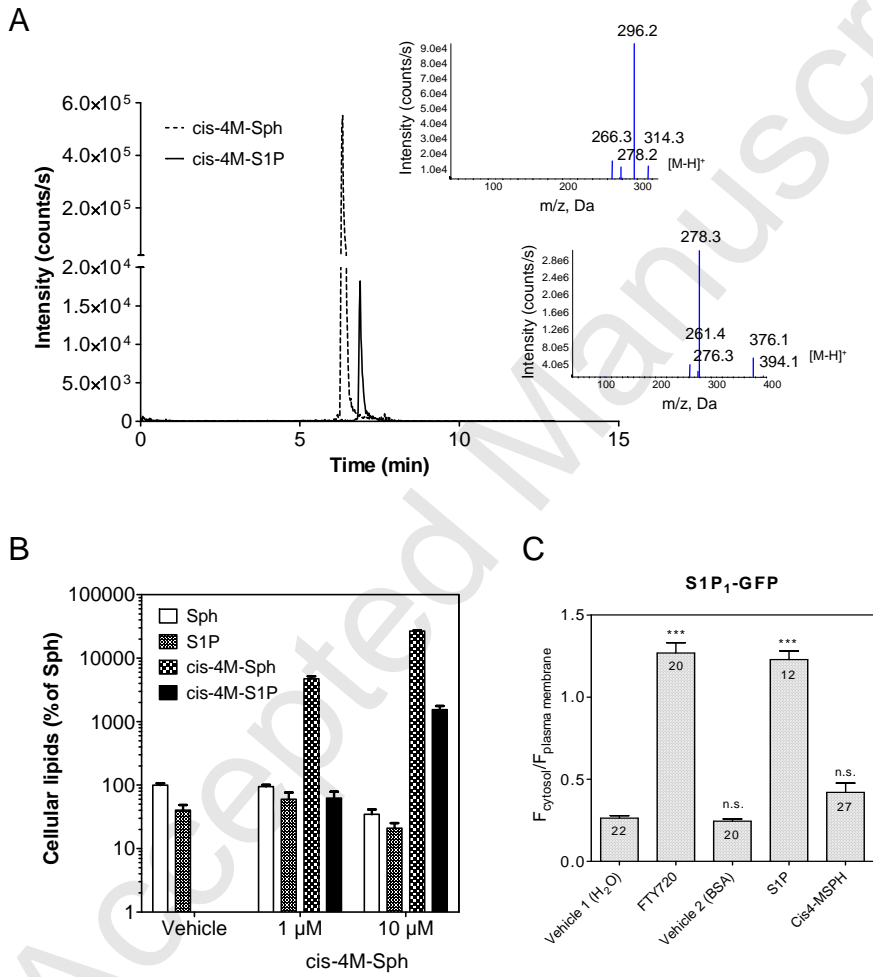 A
6.0x10⁵
4.0x10⁵
2.0x10⁵
2.0x10⁴
1.5x10⁴
1.0x10⁴
5.0x10³
0
Intensity (counts/s)
0 5 10 15
Time (min)
cis-4M-Sph
cis-4M-S1P
296.2
9.0e4
8.0e4
7.0e4
6.0e4
5.0e4
4.0e4
3.0e4
2.0e4
1.0e4
Intensity (counts/s)
266.3
314.3
278.2
[M-H]⁺
100 200 300
m/z, Da
278.3
2.8e6
2.4e6
2.0e6
1.6e6
1.2e6
8.0e5
4.0e5
Intensity (counts/s)
261.4
276.3
376.1
394.1
[M-H]⁺
100 200 300 400
m/z, Da
B
100000
10000
1000
100
10
1
Cellular lipids (% of Sph)
Sph
S1P
cis-4M-Sph
cis-4M-S1P
Vehicle 1 µM 10 µM
cis-4M-Sph
C
S1P₁-GFP
1.5
1.0
0.5
0.0
F cytosol/F plasma membrane
***
20
***
12
n.s.
n.s.
22
20
27
Vehicle 1 (H₂O)
FTY720
Vehicle 2 (BSA)
S1P
Cis4-MSPH
Accepted Manuscr